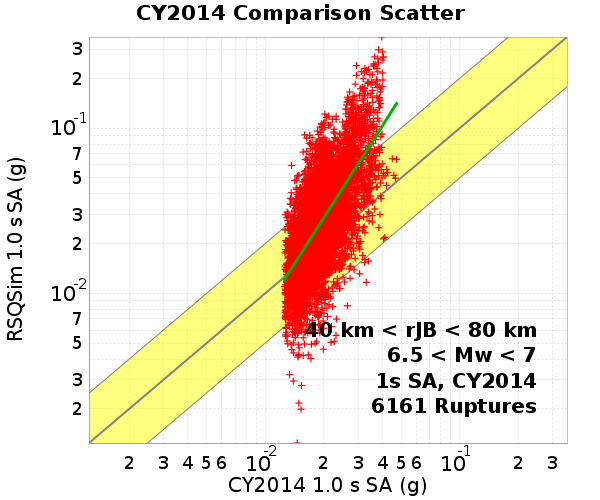 CY2014 Comparison Scatter
RSQSim 1.0 s SA (g)
3
2
10-1
7
5
3
2
10-2
7
5
3
2
40 km < rJB < 80 km
6.5 < Mw < 7
1s SA, CY2014
6161 Ruptures
2 3 4 5 6 10-2 2 3 4 5 6 10-1 2 3
CY2014 1.0 s SA (g)